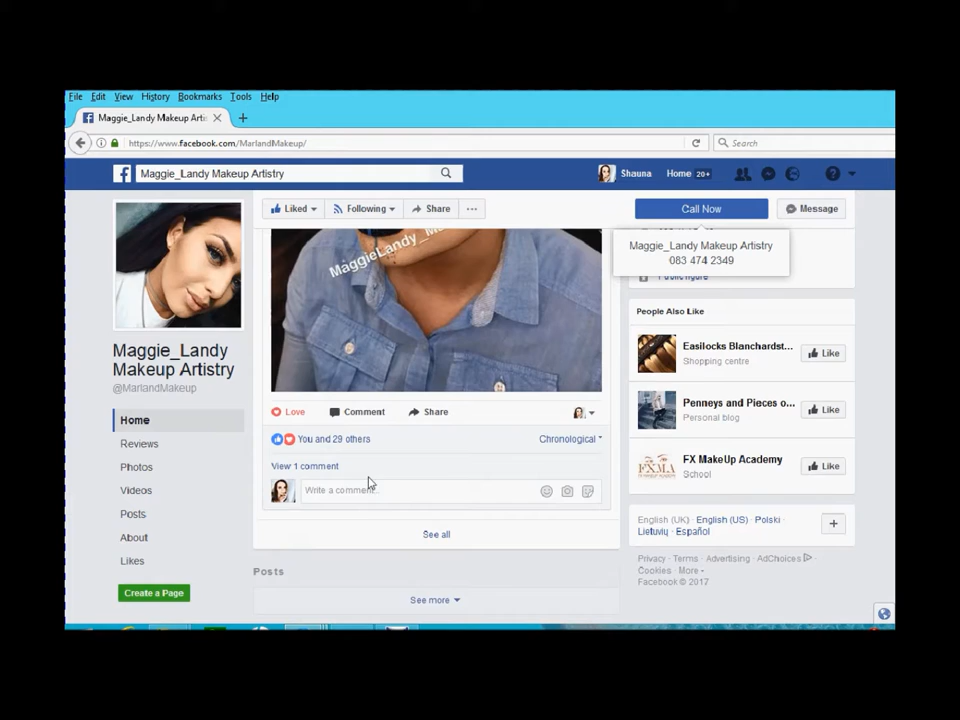 File Edit View History Bookmarks Tools Help
Maggie_Landy Makeup Artis
https://www.facebook.com/MarlandMakeup/
Search
Maggie_Landy Makeup Artistry
Shauna
Home 20+
Liked
Following
Share
Call Now
Message
Maggie_Landy Makeup Artistry
083 474 2349
MaggieLandy_M
Public figure
People Also Like
Easilocks Blanchardst...
Shopping centre
Like
Penneys and Pieces o...
Personal blog
Like
FX MakeUp Academy
School
Like
Maggie_Landy
Makeup Artistry
@MarlandMakeup
Home
Reviews
Photos
Videos
Posts
About
Likes
Create a Page
Love Comment Share
You and 29 others
Chronological
View 1 comment
Write a comment...
See all
Posts
See more
English (UK) · English (US) · Polski ·
Lietuvių · Español
Privacy · Terms · Advertising · AdChoices ·
Cookies · More
Facebook © 2017